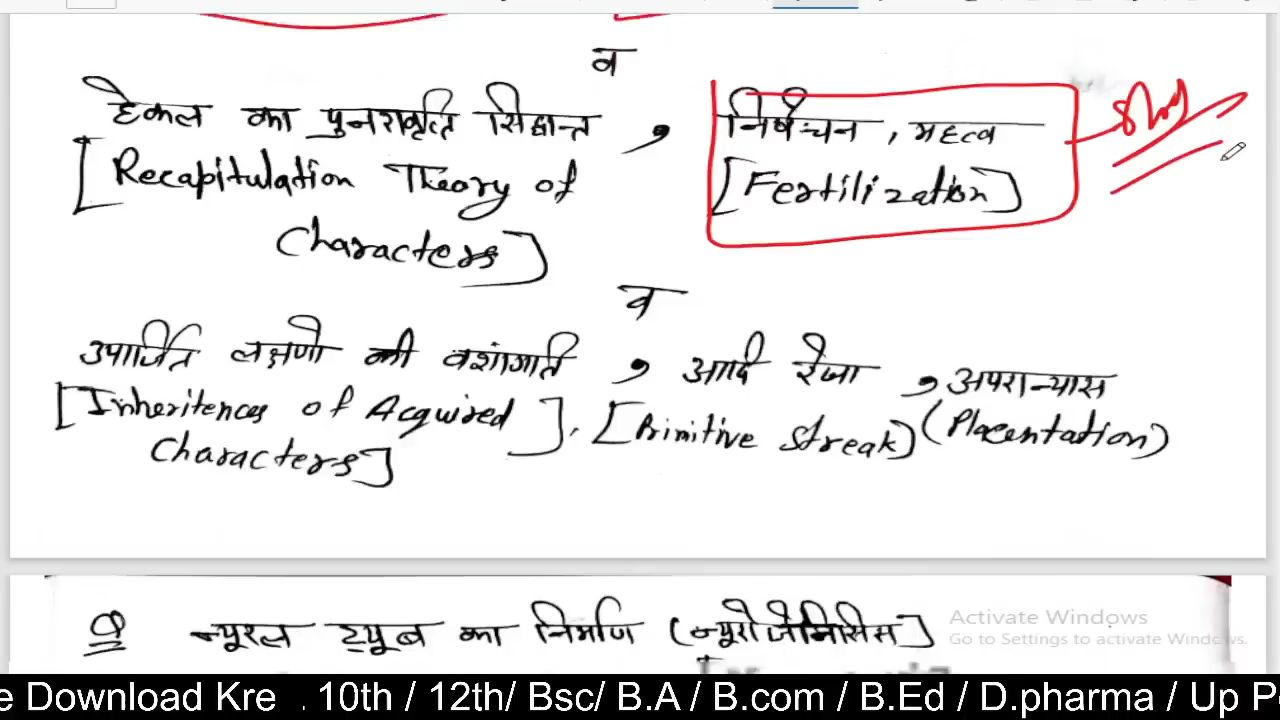 व
हेकल का पुनरावृत्ति सिद्धान्त , निषेचन , महत्व
[Recapitulation Theory of Characters]
[Fertilization]
व
उपार्जित लक्षणो की वशांगति , आदि रेखा , अपरान्यास
[Inheritences of Acquired Characters] , [Primitive Streak] (Placentation)
Q न्यूरल ट्यूब का निर्माण (न्यूरोजेनिसिस]
Activate Windows
Go to Settings to activate Windows.
e Download Kre . 10th / 12th/ Bsc/ B.A / B.com / B.Ed / D.pharma / Up P